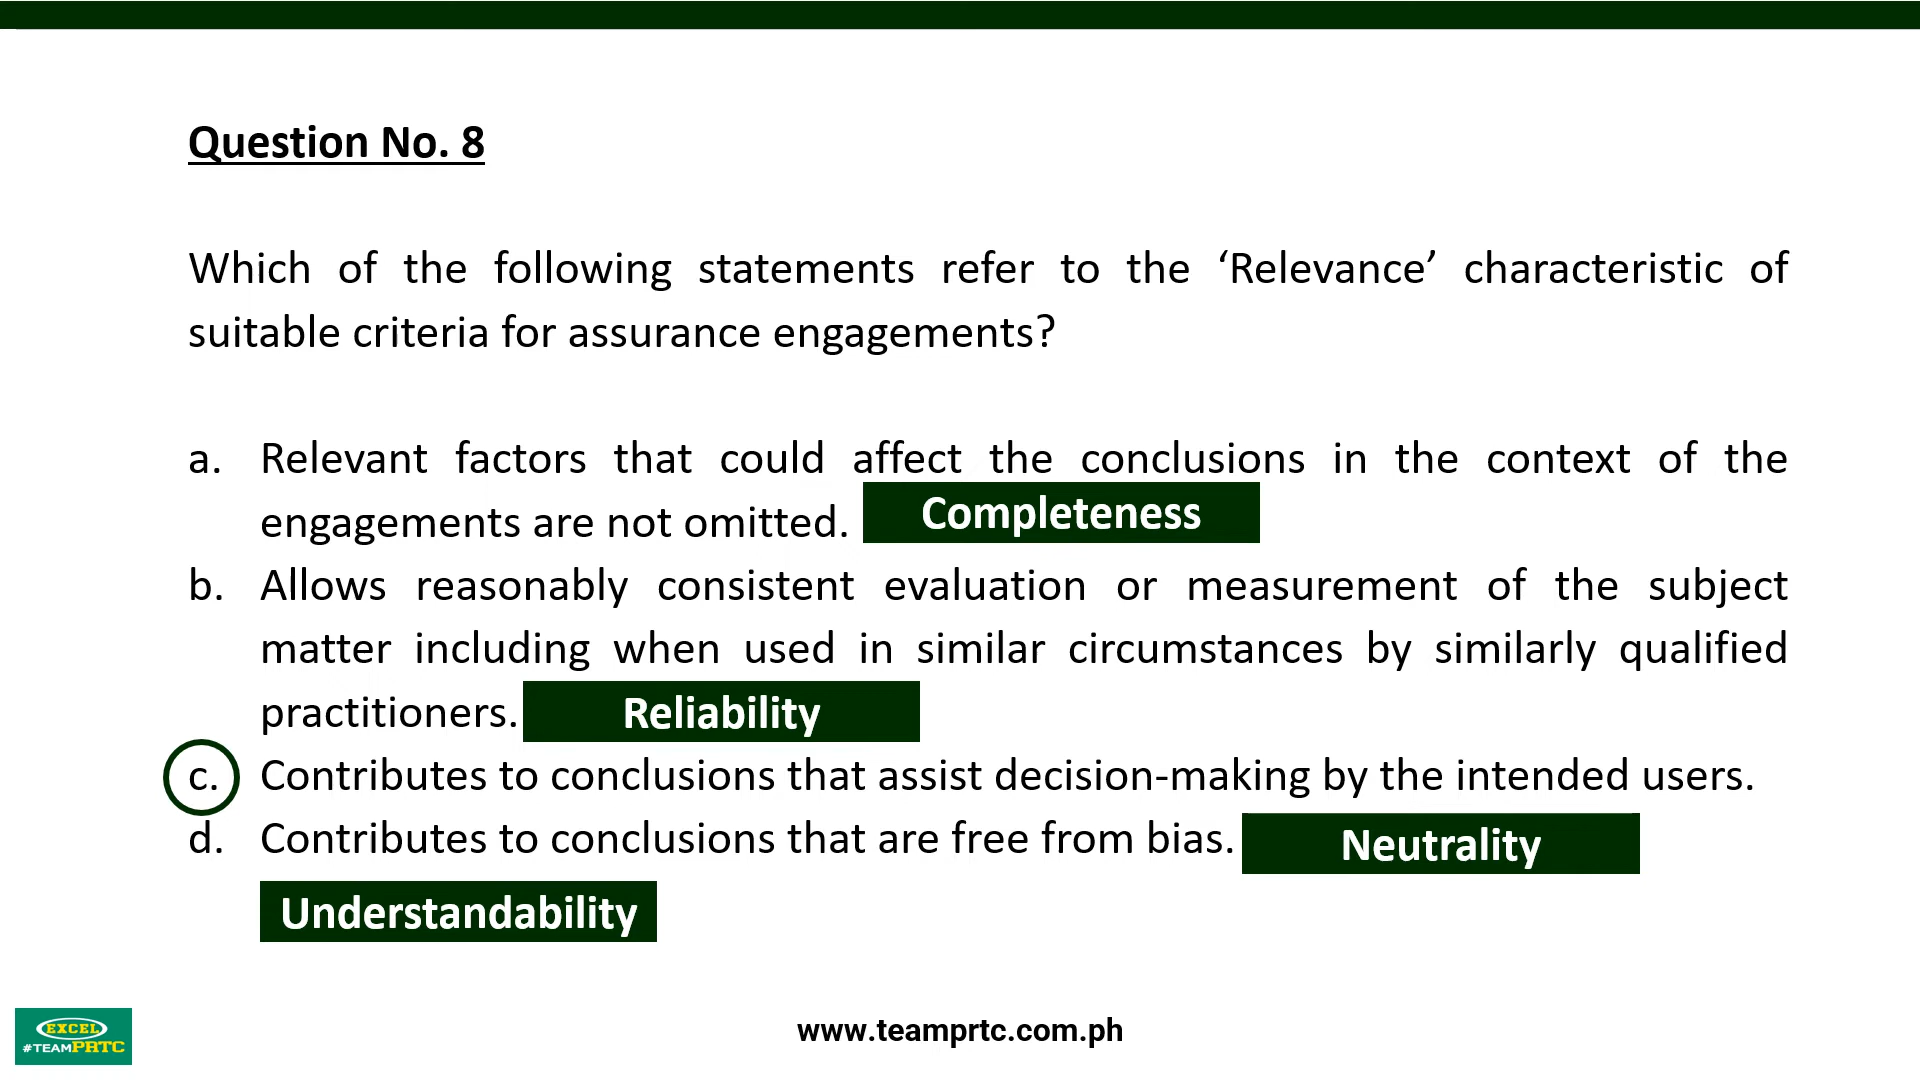 Question No. 8
Which of the following statements refer to the ‘Relevance’ characteristic of
suitable criteria for assurance engagements?
a. Relevant factors that could affect the conclusions in the context of the
engagements are not omitted. Completeness
b. Allows reasonably consistent evaluation or measurement of the subject
matter including when used in similar circumstances by similarly qualified
practitioners. Reliability
c. Contributes to conclusions that assist decision-making by the intended users.
d. Contributes to conclusions that are free from bias. Neutrality
Understandability
EXCEL
#TEAMPRTC
www.teamprtc.com.ph